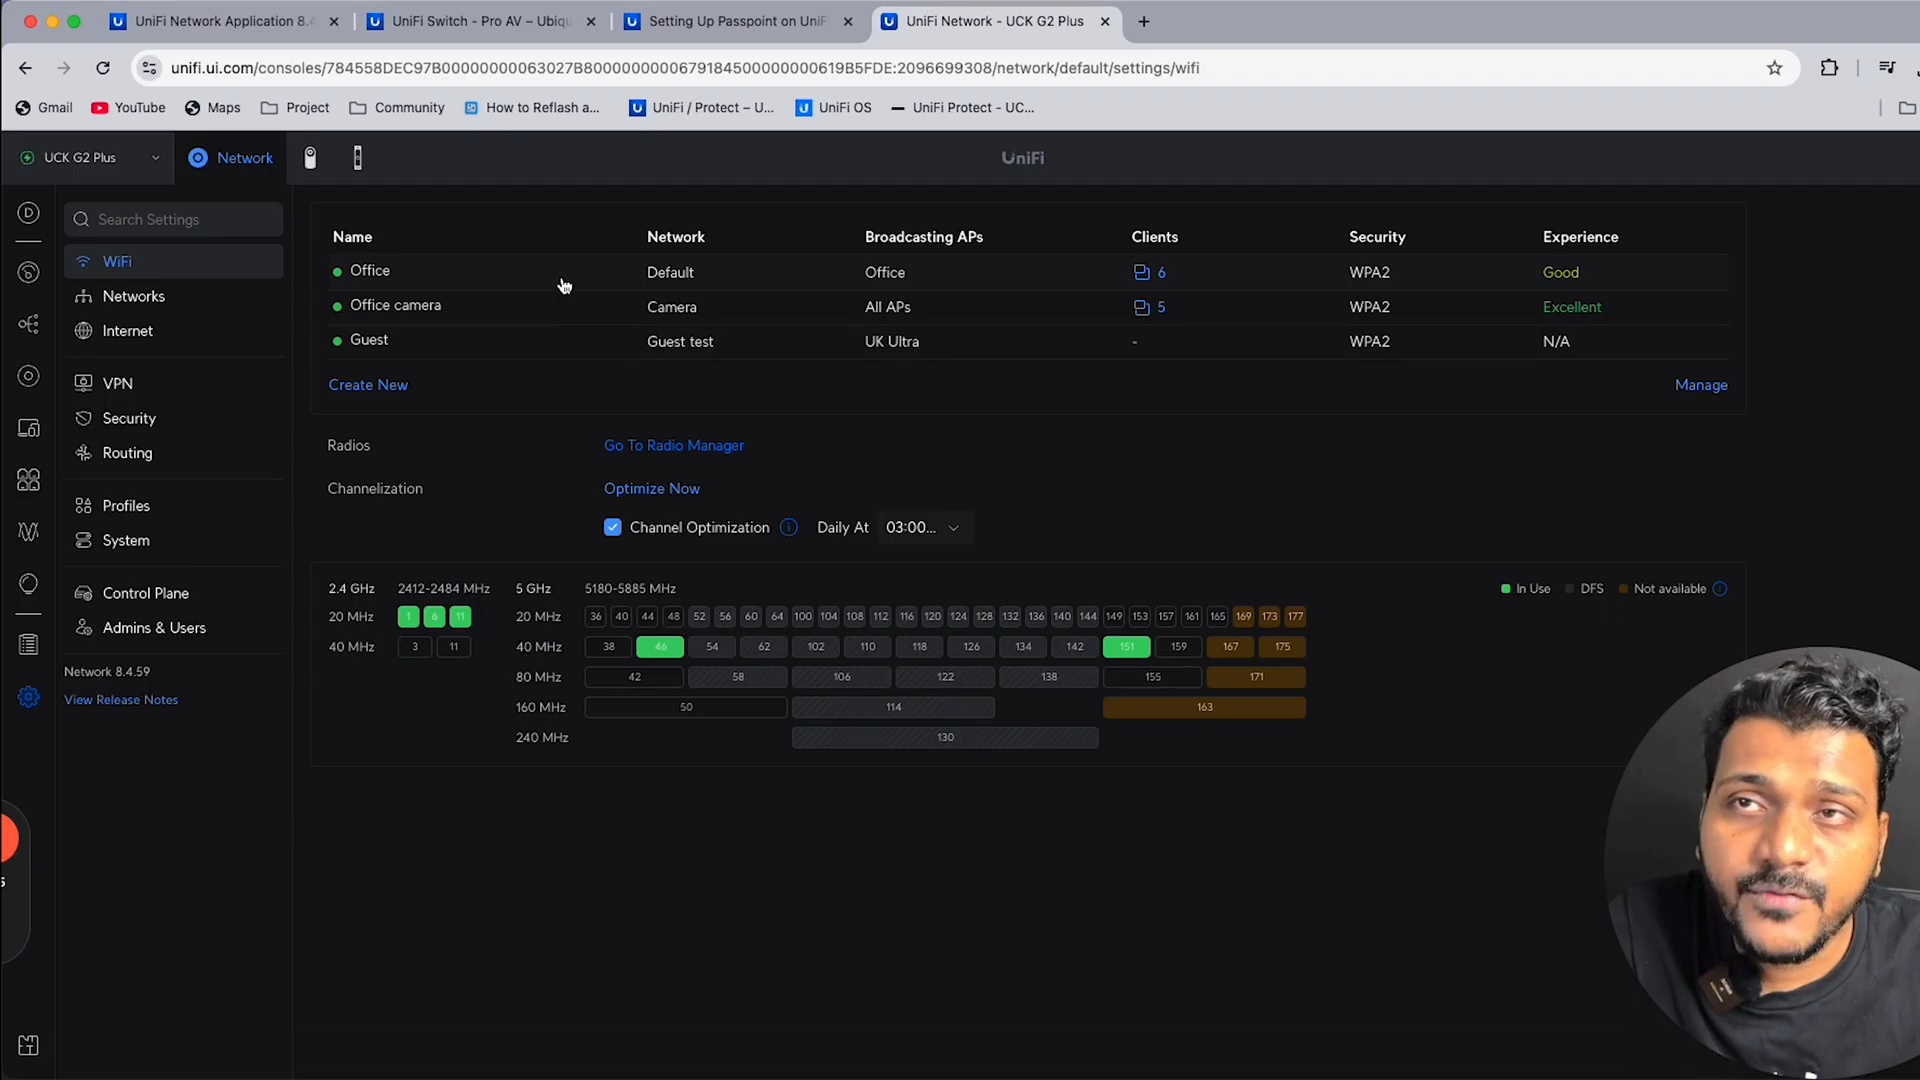 UniFi Network Application 8.4
UniFi Switch - Pro AV – Ubiqu
Setting Up Passpoint on UniF
UniFi Network - UCK G2 Plus
unifi.ui.com/consoles/784558DEC97B00000000063027B80000000006791845000000000619B5FDE:2096699308/network/default/settings/wifi
Gmail YouTube Maps Project Community How to Reflash a... UniFi / Protect – U... UniFi OS UniFi Protect - UC...
UCK G2 Plus Network UniFi
Search Settings
WiFi
Networks
Internet
VPN
Security
Routing
Profiles
System
Control Plane
Admins & Users
Network 8.4.59
View Release Notes
Name Network Broadcasting APs Clients Security Experience
Office Default Office 6 WPA2 Good
Office camera Camera All APs 5 WPA2 Excellent
Guest Guest test UK Ultra - WPA2 N/A
Create New Manage
Radios Go To Radio Manager
Channelization Optimize Now
Channel Optimization Daily At 03:00...
2.4 GHz 2412-2484 MHz 5 GHz 5180-5885 MHz In Use DFS Not available
20 MHz 1 6 11 20 MHz 36 40 44 48 52 56 60 64 100 104 108 112 116 120 124 128 132 136 140 144 149 153 157 161 165 169 173 177
40 MHz 3 11 40 MHz 38 46 54 62 102 110 118 126 134 142 151 159 167 175
80 MHz 42 58 106 122 138 155 171
160 MHz 50 114 163
240 MHz 130